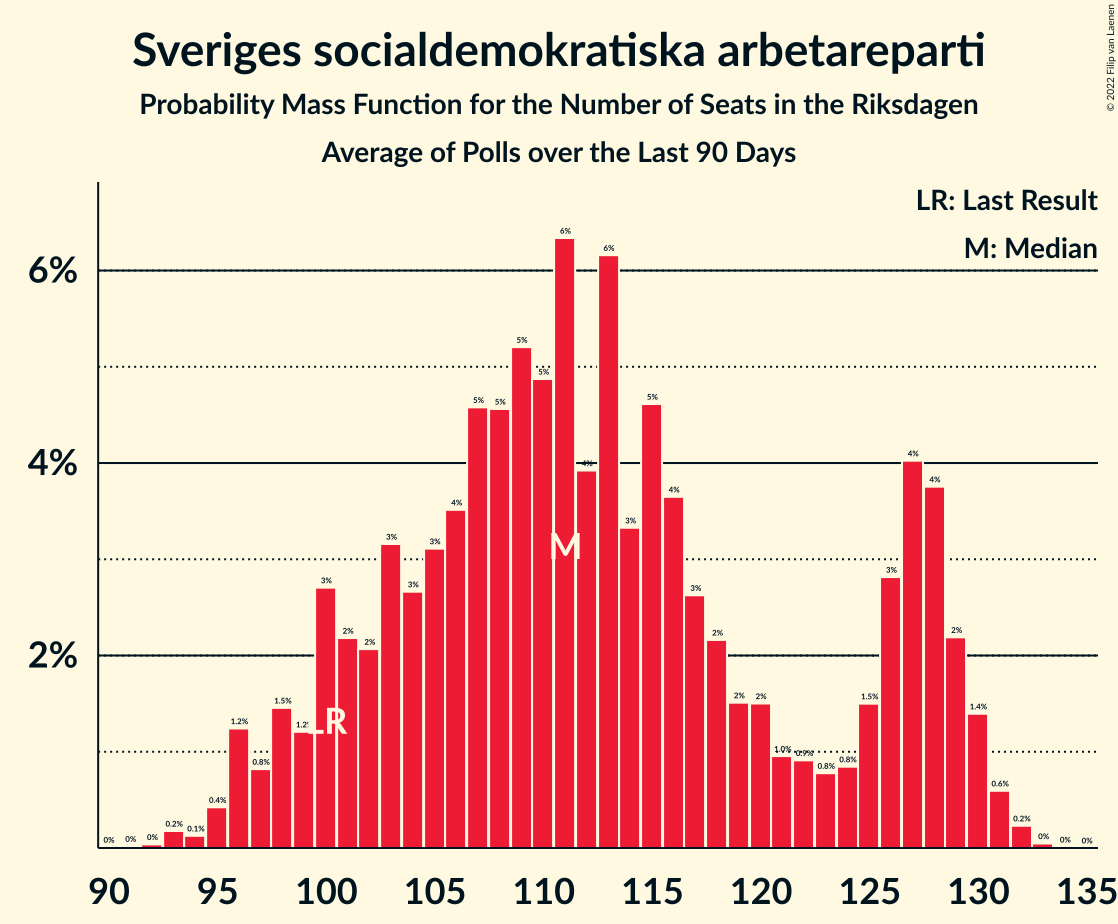 Sveriges socialdemokratiska arbetareparti
Probability Mass Function for the Number of Seats in the Riksdagen
Average of Polls over the Last 90 Days
© 2022 Filip van Laenen
LR: Last Result
M: Median
6%
4%
2%
0% 0% 0% 0.2% 0.1% 0.4% 1.2% 0.8% 1.5% 1.2% 3% 2% 2% 3% 3% 3% 4% 5% 5% 5% 5% 6% 4% 6% 3% 5% 4% 3% 2% 2% 2% 1.0% 0.9% 0.8% 0.8% 1.5% 3% 4% 4% 2% 1.4% 0.6% 0.2% 0% 0% 0%
LR
M
90 95 100 105 110 115 120 125 130 135